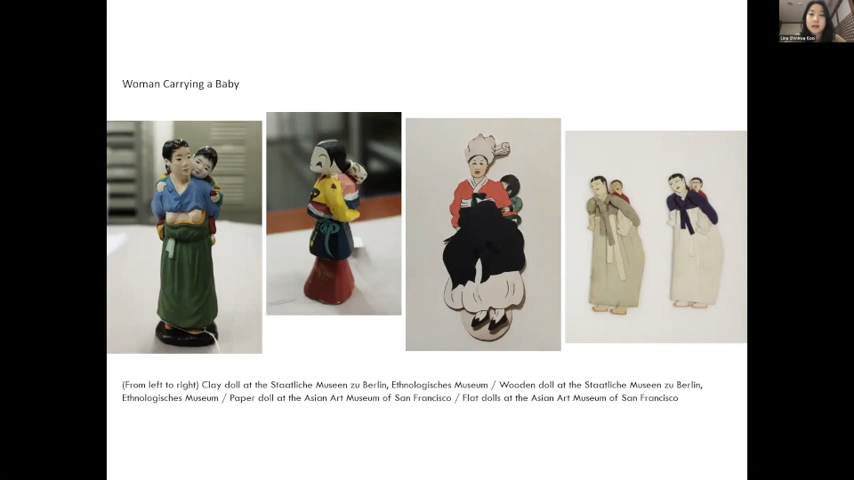 Woman Carrying a Baby
(From left to right) Clay doll at the Staatliche Museen zu Berlin, Ethnologisches Museum / Wooden doll at the Staatliche Museen zu Berlin,
Ethnologisches Museum / Paper doll at the Asian Art Museum of San Francisco / Flat dolls at the Asian Art Museum of San Francisco